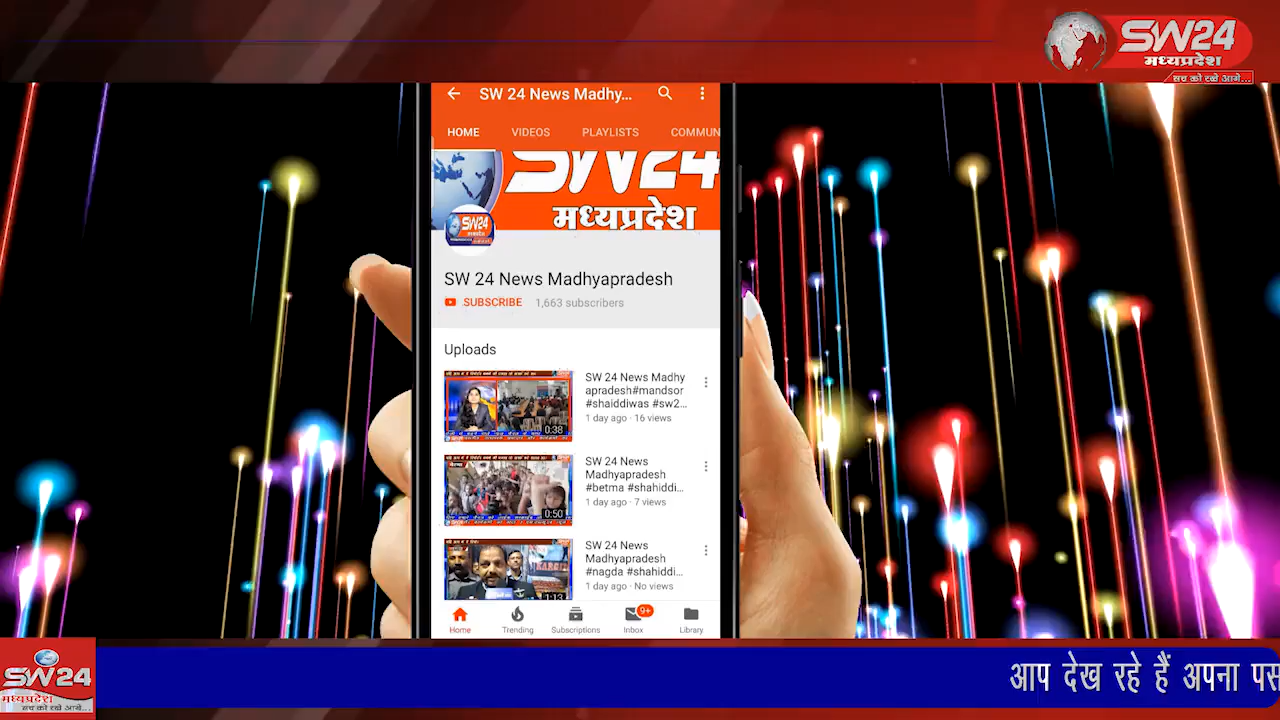 SW24
मध्यप्रदेश
सच को रखे आगे...
SW 24 News Madhy...
HOME VIDEOS PLAYLISTS COMMUN
SW24
मध्यप्रदेश
SW24
SW 24 News Madhyapradesh
SUBSCRIBE 1,663 subscribers
Uploads
SW 24 News Madhy
apradesh#mandsor
#shaiddiwas #sw2...
1 day ago · 16 views
0:38
SW 24 News
Madhyapradesh
#betma #shahiddi...
1 day ago · 7 views
0:50
SW 24 News
Madhyapradesh
#nagda #shahiddi...
1 day ago · No views
1:13
9+
Home Trending Subscriptions Inbox Library
SW24
मध्यप्रदेश
सच को रखे आगे...
आप देख रहे हैं अपना पस